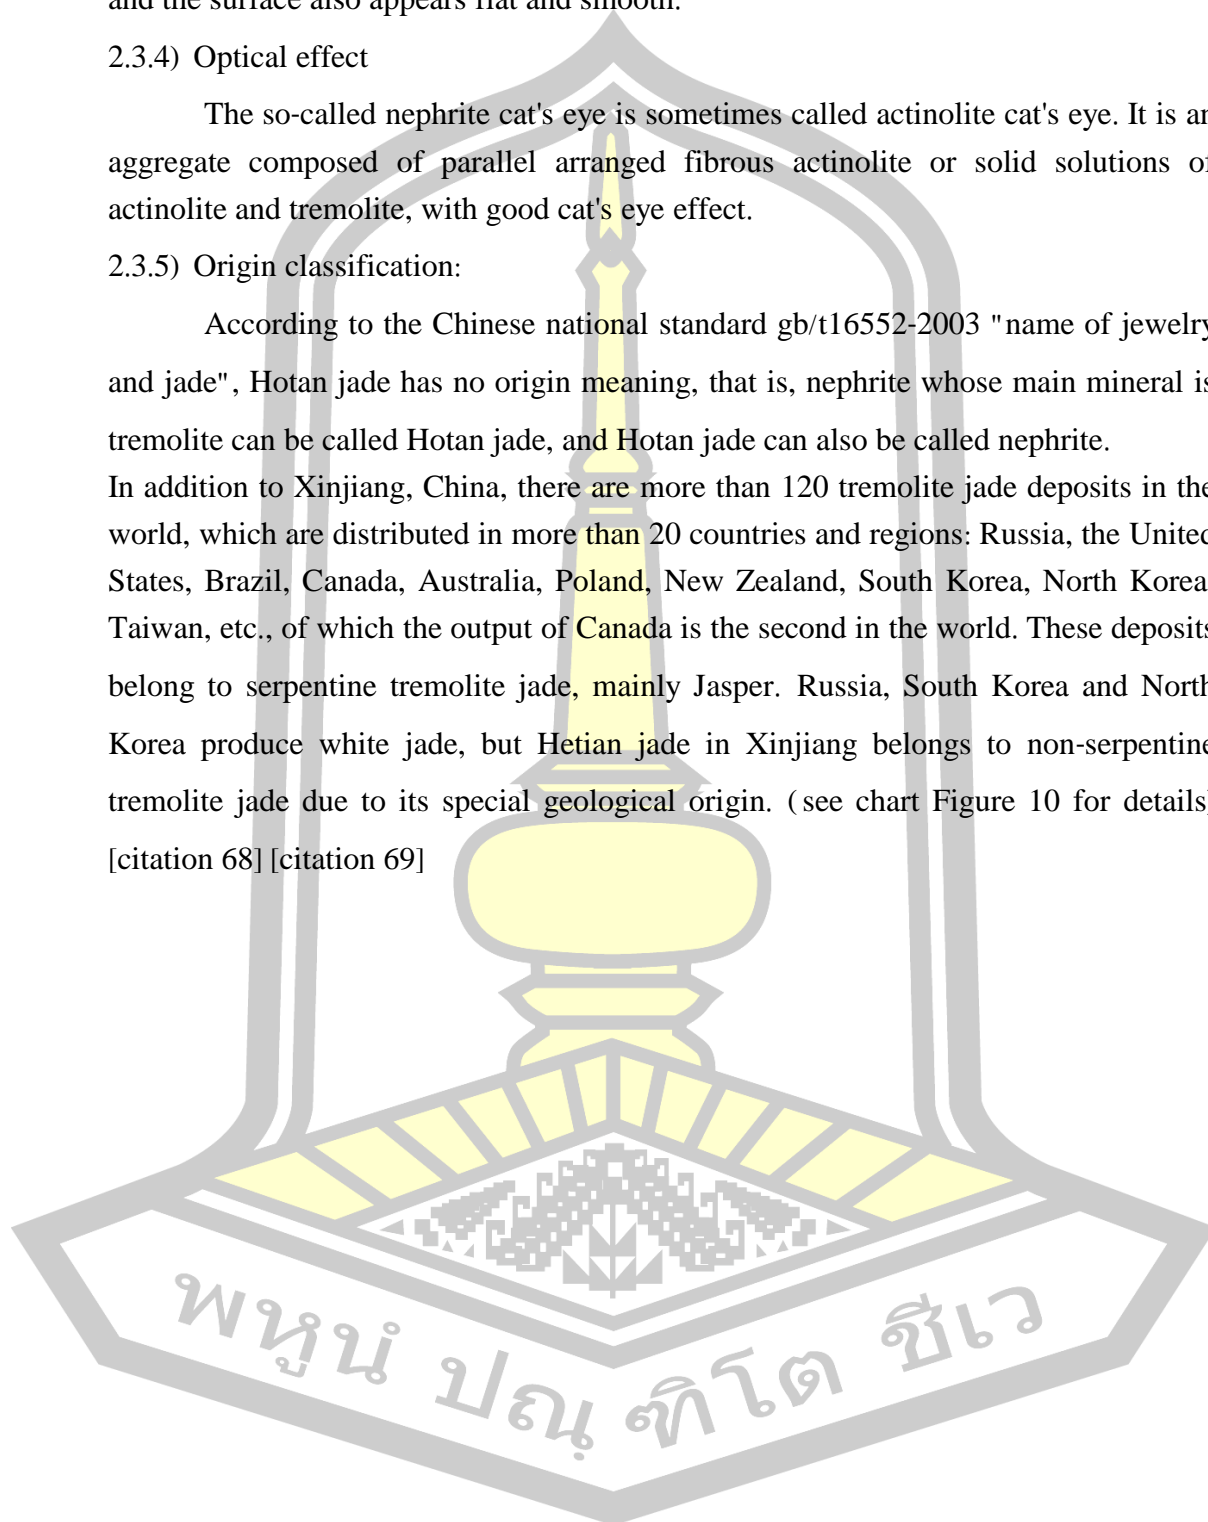 and the surface also appears flat and smooth.
2.3.4) Optical effect
The so-called nephrite cat's eye is sometimes called actinolite cat's eye. It is an
aggregate composed of parallel arranged fibrous actinolite or solid solutions of
actinolite and tremolite, with good cat's eye effect.
2.3.5) Origin classification:
According to the Chinese national standard gb/t16552-2003 "name of jewelry
and jade", Hotan jade has no origin meaning, that is, nephrite whose main mineral is
tremolite can be called Hotan jade, and Hotan jade can also be called nephrite.
In addition to Xinjiang, China, there are more than 120 tremolite jade deposits in the
world, which are distributed in more than 20 countries and regions: Russia, the United
States, Brazil, Canada, Australia, Poland, New Zealand, South Korea, North Korea
Taiwan, etc., of which the output of Canada is the second in the world. These deposits
belong to serpentine tremolite jade, mainly Jasper. Russia, South Korea and North
Korea produce white jade, but Hetian jade in Xinjiang belongs to non-serpentine
tremolite jade due to its special geological origin. (see chart Figure 10 for details)
[citation 68] [citation 69]
พหูนํ ปณฺฑิโต ชีเว